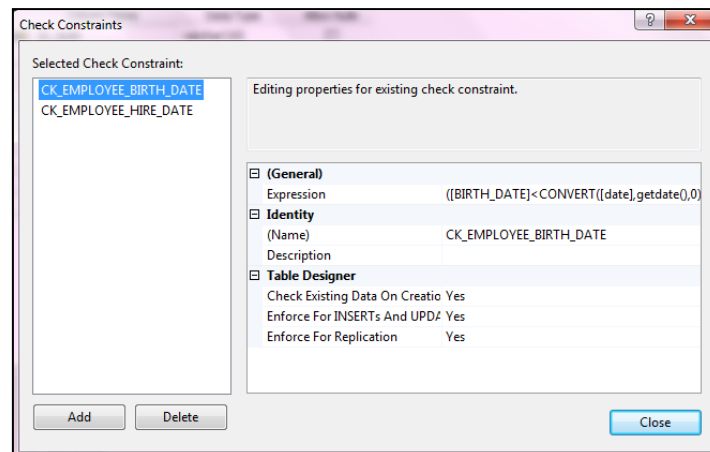 Check Constraints
Selected Check Constraint:
CK_EMPLOYEE_BIRTH_DATE
CK_EMPLOYEE_HIRE_DATE
Editing properties for existing check constraint.
(General)
Expression ([BIRTH_DATE]<CONVERT([date],getdate(),0)
Identity
(Name) CK_EMPLOYEE_BIRTH_DATE
Description
Table Designer
Check Existing Data On Creatio Yes
Enforce For INSERTs And UPDA Yes
Enforce For Replication Yes
Add Delete
Close